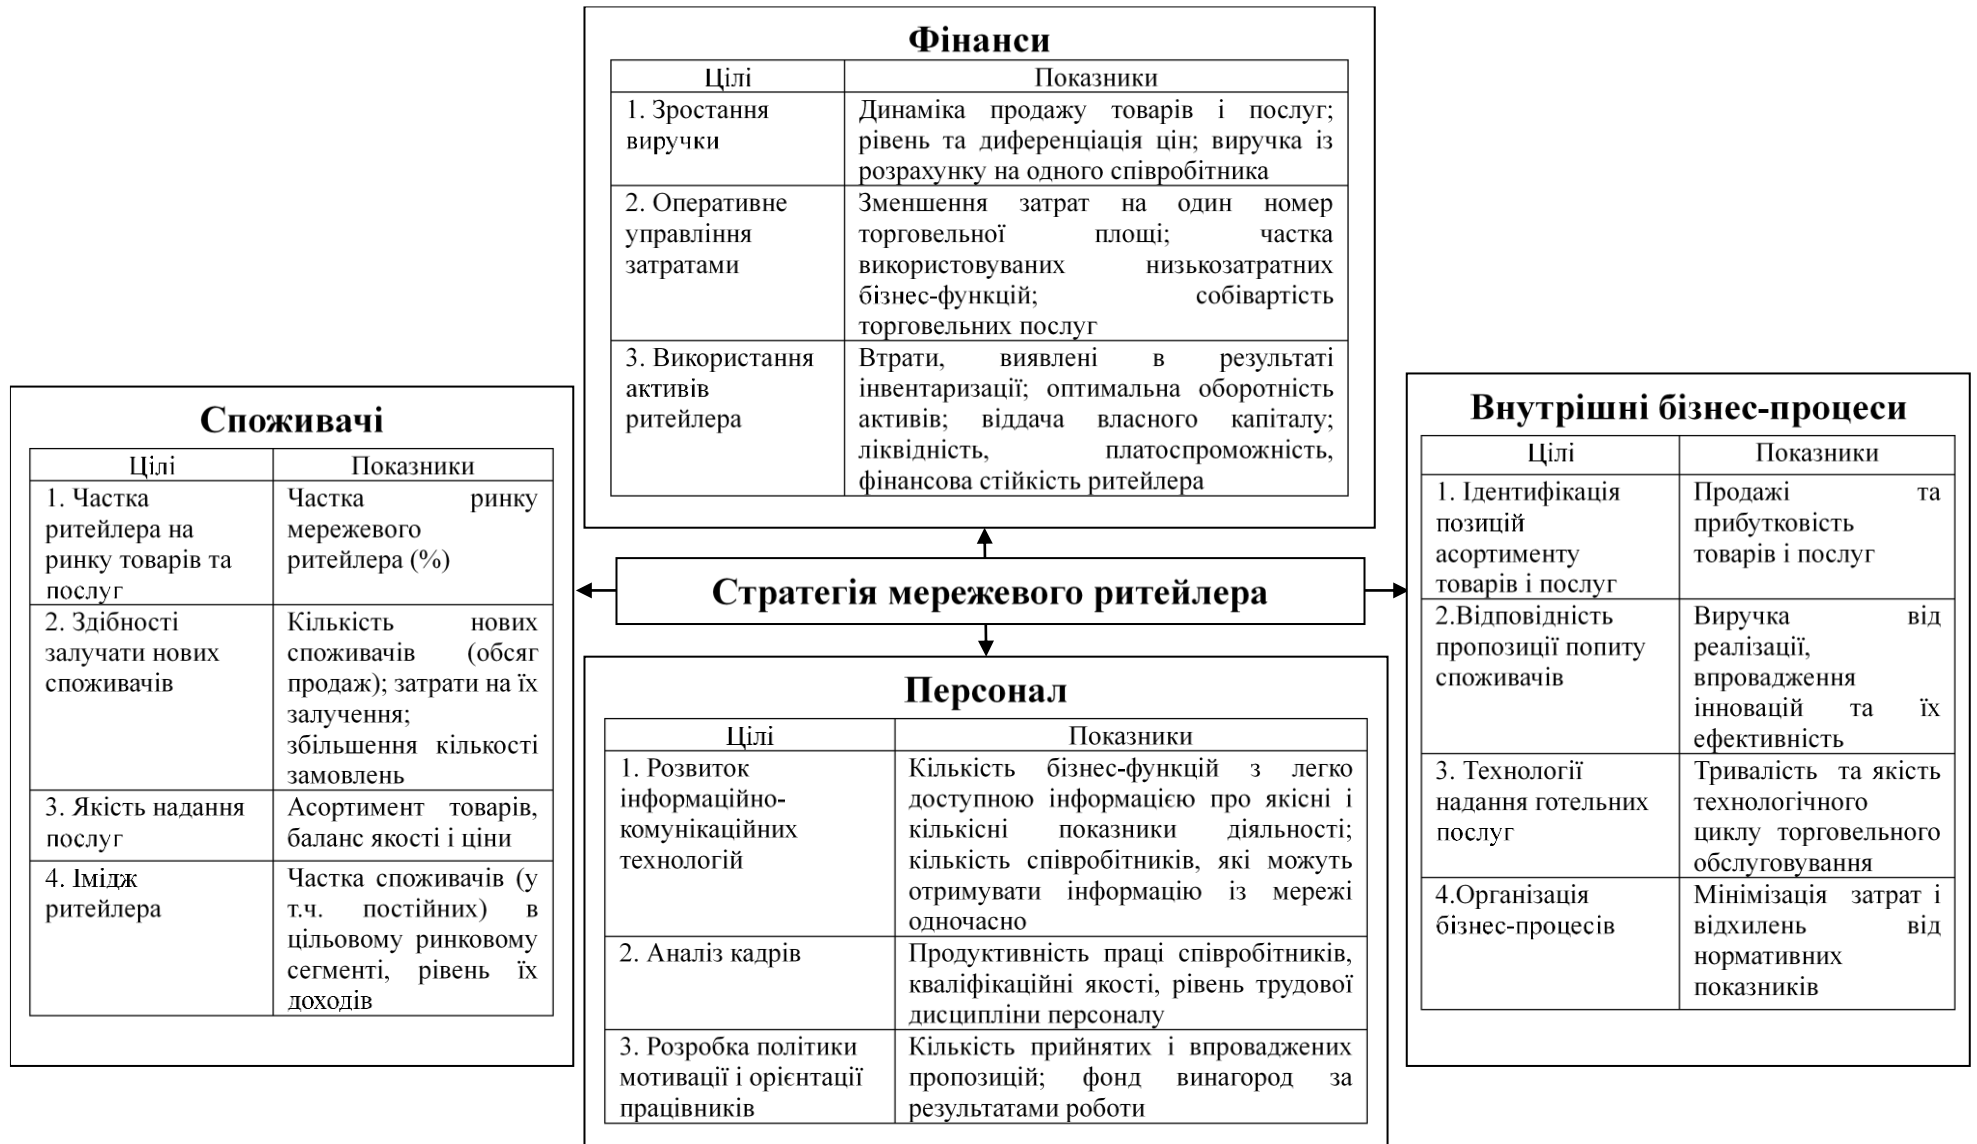 Фінанси
Цілі Показники
1. Зростання
виручки
Динаміка продажу товарів і послуг;
рівень та диференціація цін; виручка із
розрахунку на одного співробітника
2. Оперативне
управління
затратами
Зменшення затрат на один номер
торговельної площі; частка
використовуваних низькозатратних
бізнес-функцій; собівартість
торговельних послуг
3. Використання
активів
ритейлера
Втрати, виявлені в результаті
інвентаризації; оптимальна оборотність
активів; віддача власного капіталу;
ліквідність, платоспроможність,
фінансова стійкість ритейлера
Споживачі
Цілі Показники
1. Частка
ритейлера на
ринку товарів та
послуг
Частка ринку
мережевого
ритейлера (%)
2. Здібності
залучати нових
споживачів
Кількість нових
споживачів (обсяг
продаж); затрати на їх
залучення;
збільшення кількості
замовлень
3. Якість надання
послуг
Асортимент товарів,
баланс якості і ціни
4. Імідж
ритейлера
Частка споживачів (у
т.ч. постійних) в
цільовому ринковому
сегменті, рівень їх
доходів
Стратегія мережевого ритейлера
Внутрішні бізнес-процеси
Цілі Показники
1. Ідентифікація
позицій
асортименту
товарів і послуг
Продажі та
прибутковість
товарів і послуг
2.Відповідність
пропозиції попиту
споживачів
Виручка від
реалізації,
впровадження
інновацій та їх
ефективність
3. Технології
надання готельних
послуг
Тривалість та якість
технологічного
циклу торговельного
обслуговування
4.Організація
бізнес-процесів
Мінімізація затрат і
відхилень від
нормативних
показників
Персонал
Цілі Показники
1. Розвиток
інформаційно-
комунікаційних
технологій
Кількість бізнес-функцій з легко
доступною інформацією про якісні і
кількісні показники діяльності;
кількість співробітників, які можуть
отримувати інформацію із мережі
одночасно
2. Аналіз кадрів
Продуктивність праці співробітників,
кваліфікаційні якості, рівень трудової
дисципліни персоналу
3. Розробка політики
мотивації і орієнтації
працівників
Кількість прийнятих і впроваджених
пропозицій; фонд винагород за
результатами роботи